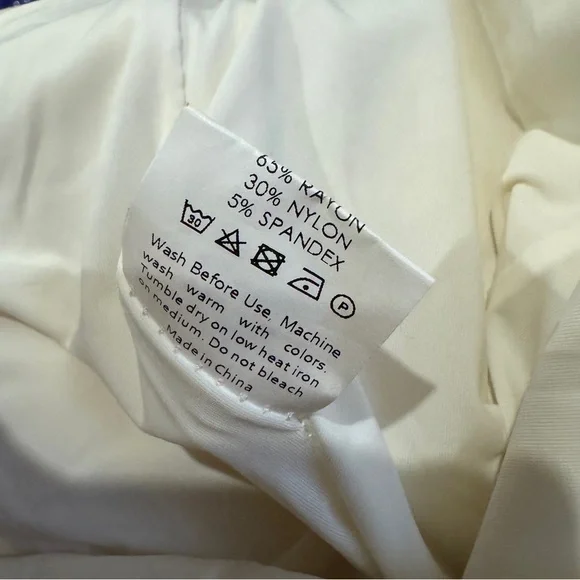 65% RAYON
30% NYLON
5% SPANDEX
30 P
Wash Before Use, Machine
wash warm with colors.
Tumble dry on low heat iron
on medium. Do not bleach
Made in China